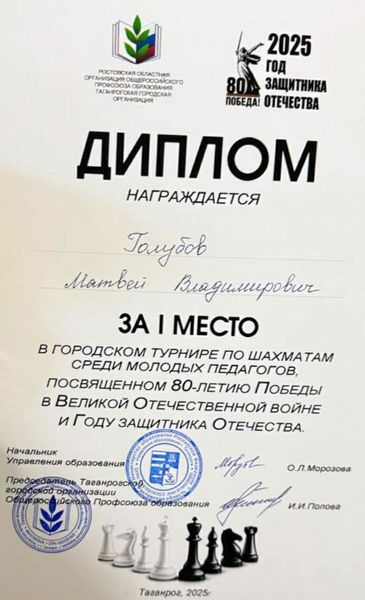 РОСТОВСКАЯ ОБЛАСТНАЯ
ОРГАНИЗАЦИЯ ОБЩЕРОССИЙСКОГО
ПРОФСОЮЗА ОБРАЗОВАНИЯ
ТАГАНРОГСКАЯ ГОРОДСКАЯ
ОРГАНИЗАЦИЯ
80
ПОБЕДА!
2025
ГОД
ЗАЩИТНИКА
ОТЕЧЕСТВА
ДИПЛОМ
НАГРАЖДАЕТСЯ
Голубов
Матвей Владимирович
ЗА I МЕСТО
В ГОРОДСКОМ ТУРНИРЕ ПО ШАХМАТАМ
СРЕДИ МОЛОДЫХ ПЕДАГОГОВ,
ПОСВЯЩЕННОМ 80-ЛЕТИЮ ПОБЕДЫ
В ВЕЛИКОЙ ОТЕЧЕСТВЕННОЙ ВОЙНЕ
И ГОДУ ЗАЩИТНИКА ОТЕЧЕСТВА.
Начальник
Управления образования
О.Л.Морозова
Председатель Таганрогской
городской организации
Общероссийского Профсоюза образования
И.И.Попова
Таганрог, 2025г.